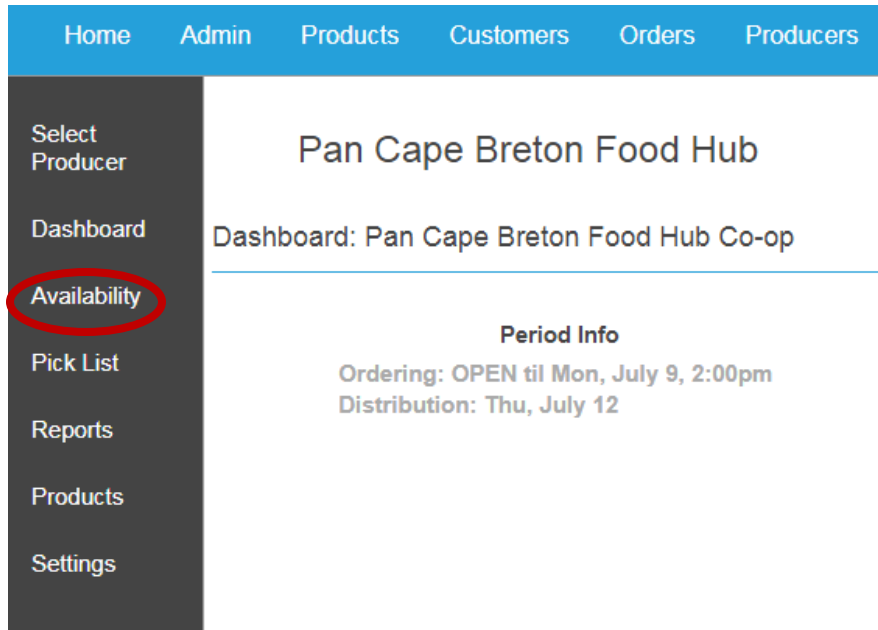 Home Admin Products Customers Orders Producers
Select
Producer
Dashboard
Availability
Pick List
Reports
Products
Settings
Pan Cape Breton Food Hub
Dashboard: Pan Cape Breton Food Hub Co-op
Period Info
Ordering: OPEN til Mon, July 9, 2:00pm
Distribution: Thu, July 12